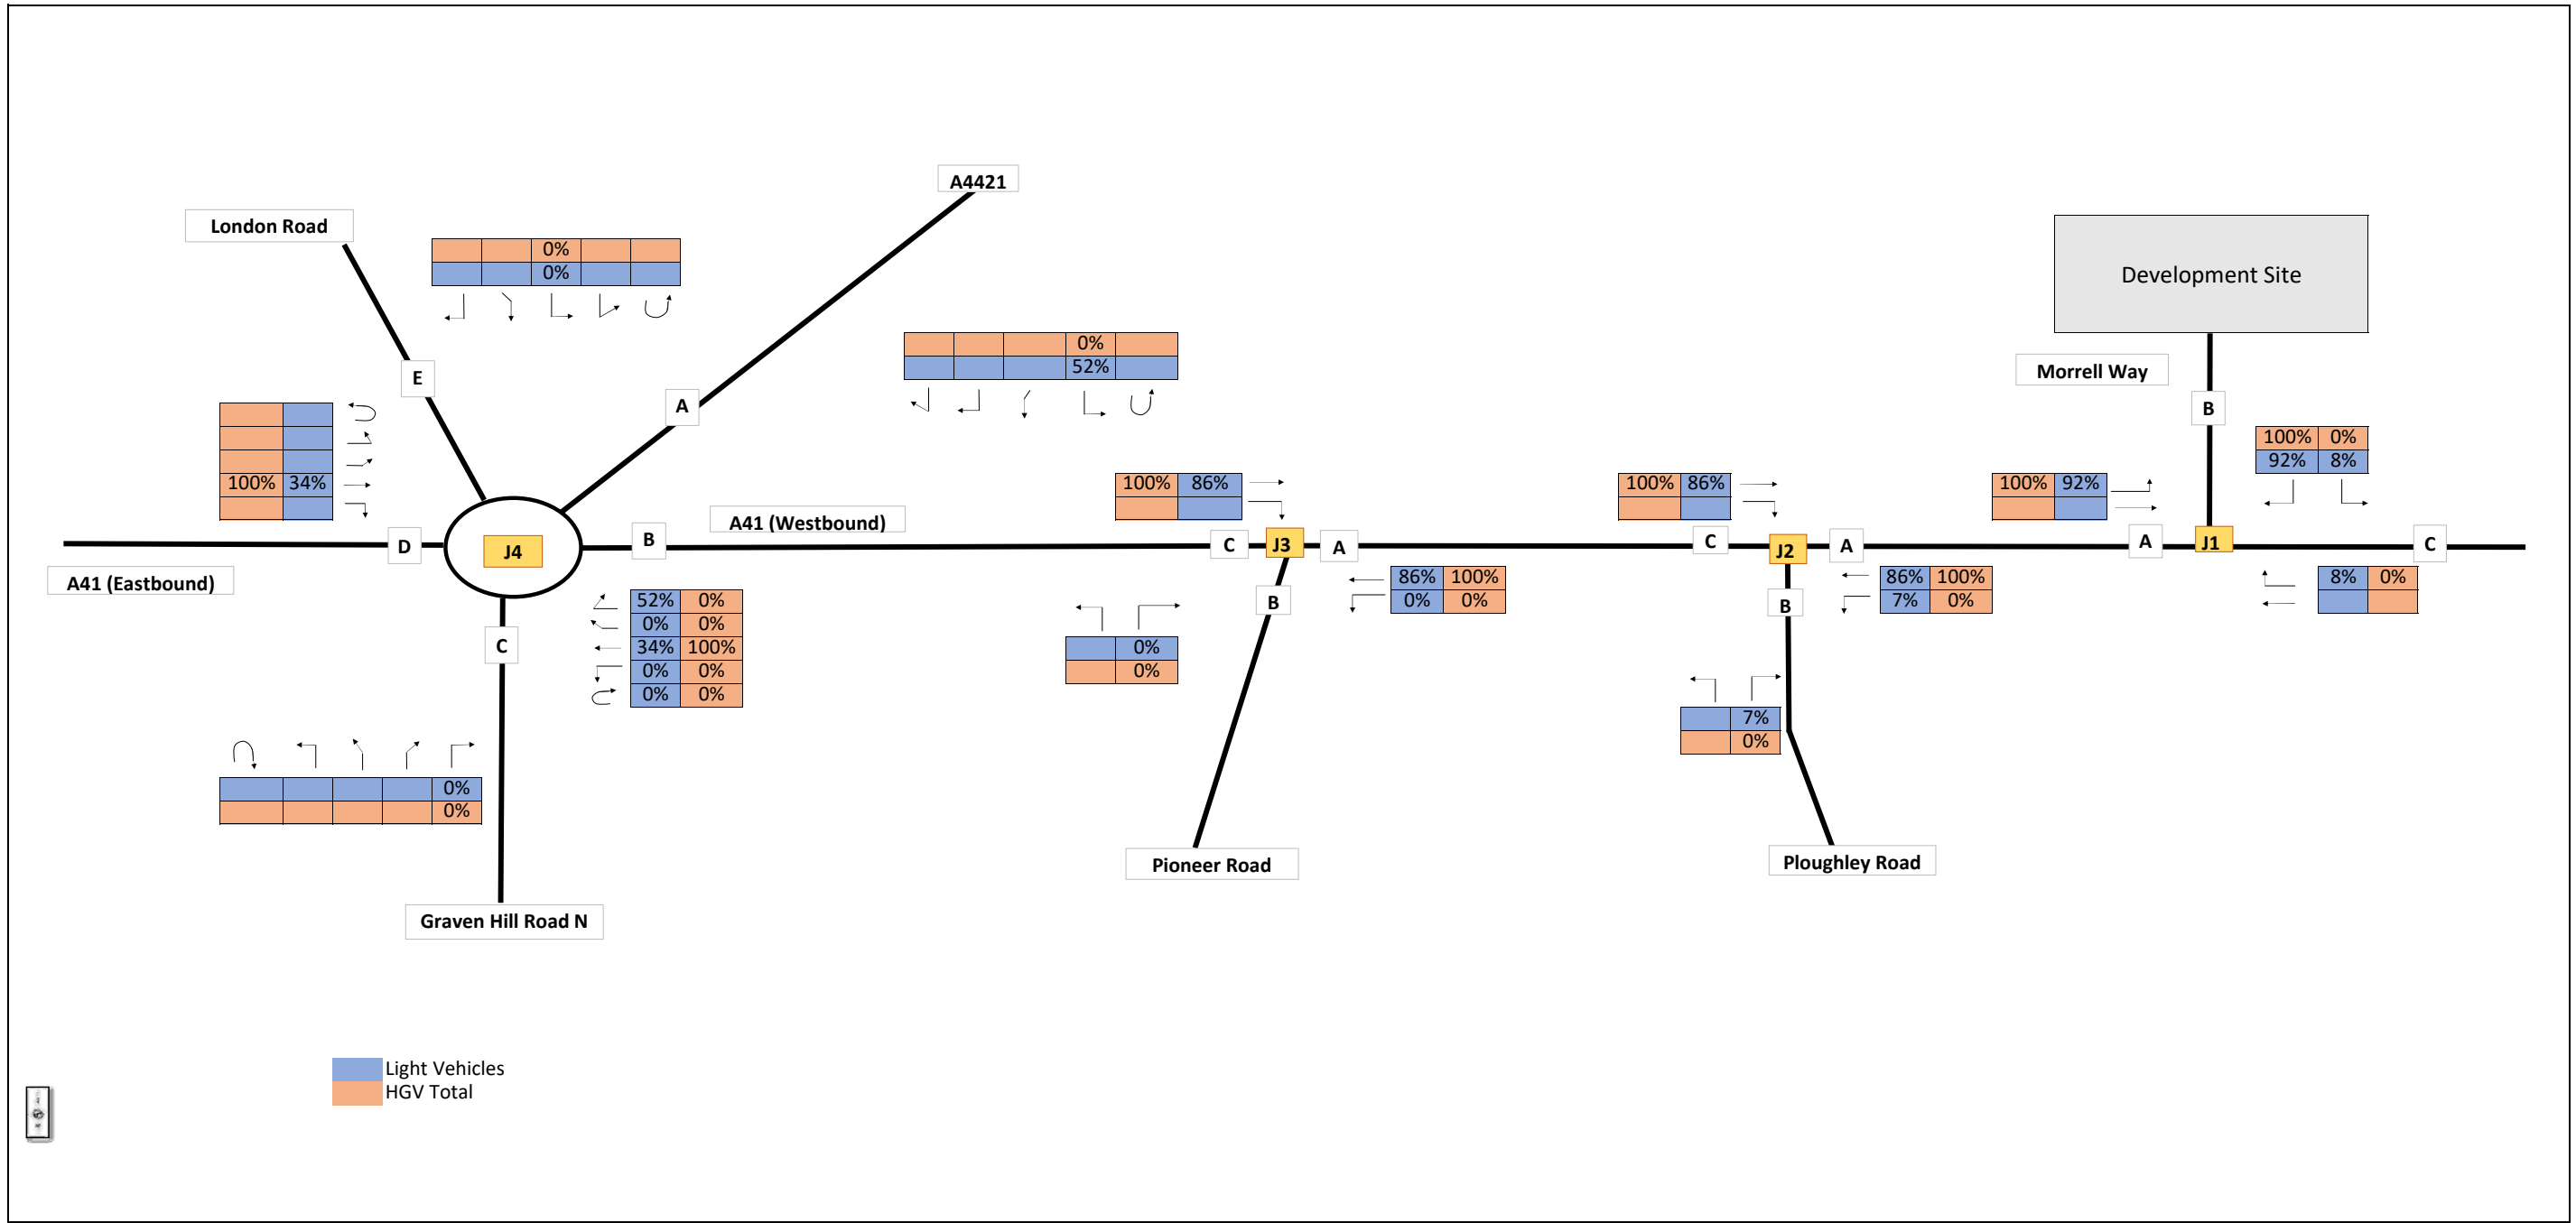 A4421
London Road
0%
0%
Development Site
0%
52%
Morrell Way
E
A
B
100% 0%
92% 8%
100% 34%
100% 86%
100% 86%
100% 92%
A41 (Westbound)
D
J4
B
C
J3
A
C
J2
A
A
J1
C
A41 (Eastbound)
86% 100%
0% 0%
86% 100%
7% 0%
8% 0%
52% 0%
0% 0%
34% 100%
0% 0%
0% 0%
B
B
C
0%
0%
7%
0%
0%
0%
Pioneer Road
Ploughley Road
Graven Hill Road N
Light Vehicles
HGV Total